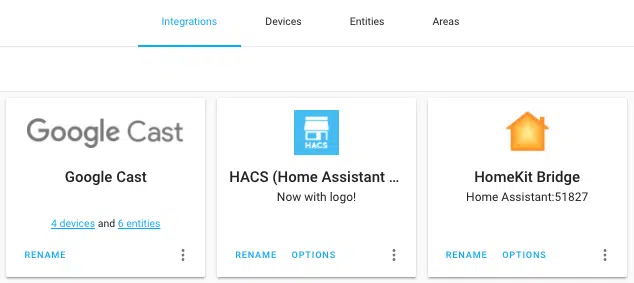 Integrations
Devices
Entities
Areas
Google Cast
Google Cast
4 devices and 6 entities
RENAME
HACS
HACS (Home Assistant ...
Now with logo!
RENAME OPTIONS
HomeKit Bridge
Home Assistant:51827
RENAME OPTIONS